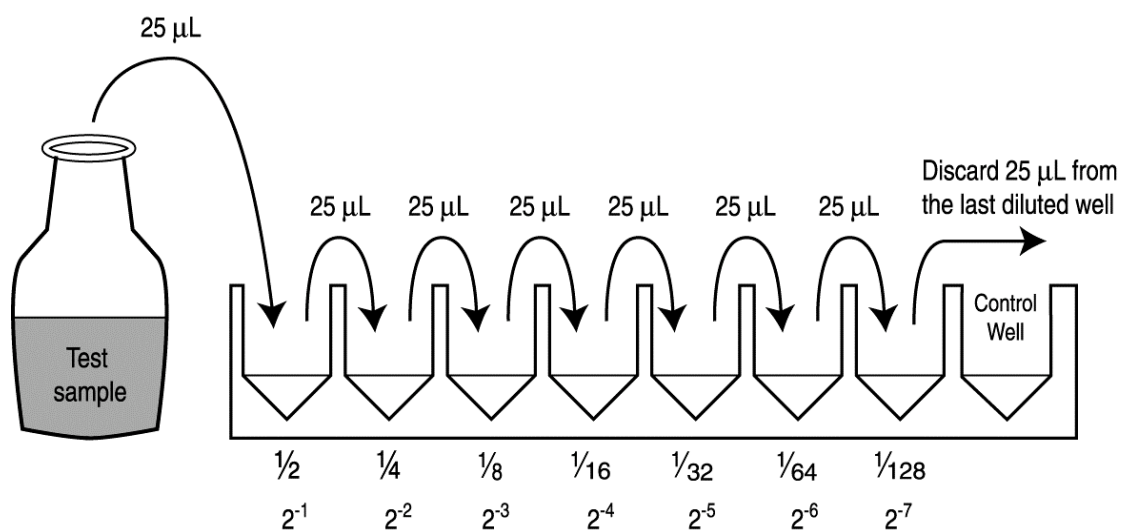 25 μL
Discard 25 μL from
the last diluted well
25 μL 25 μL 25 μL 25 μL 25 μL 25 μL
Control
Well
Test
sample
½ ¼ ⅛ 1/16 1/32 1/64 1/128
2⁻¹ 2⁻² 2⁻³ 2⁻⁴ 2⁻⁵ 2⁻⁶ 2⁻⁷